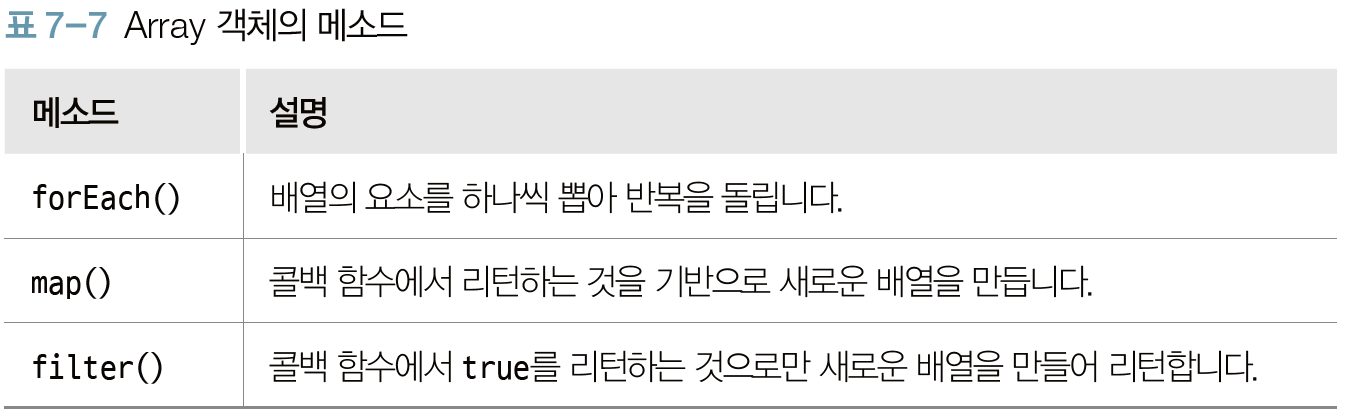 표 7-7 Array 객체의 메소드
메소드 설명
forEach() 배열의 요소를 하나씩 뽑아 반복을 돌립니다.
map() 콜백 함수에서 리턴하는 것을 기반으로 새로운 배열을 만듭니다.
filter() 콜백 함수에서 true를 리턴하는 것으로만 새로운 배열을 만들어 리턴합니다.